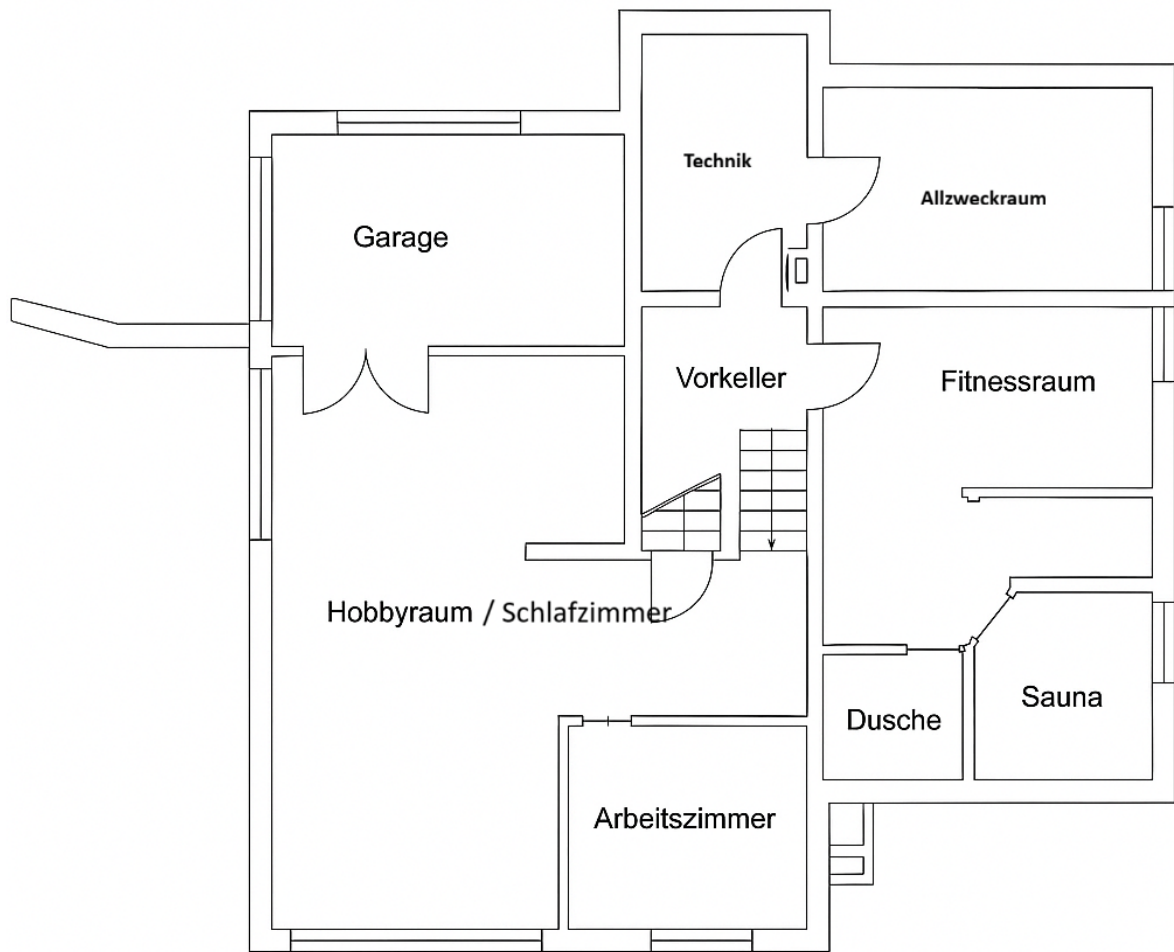 Technik
Allzweckraum
Garage
Vorkeller
Fitnessraum
Hobbyraum / Schlafzimmer
Sauna
Dusche
Arbeitszimmer